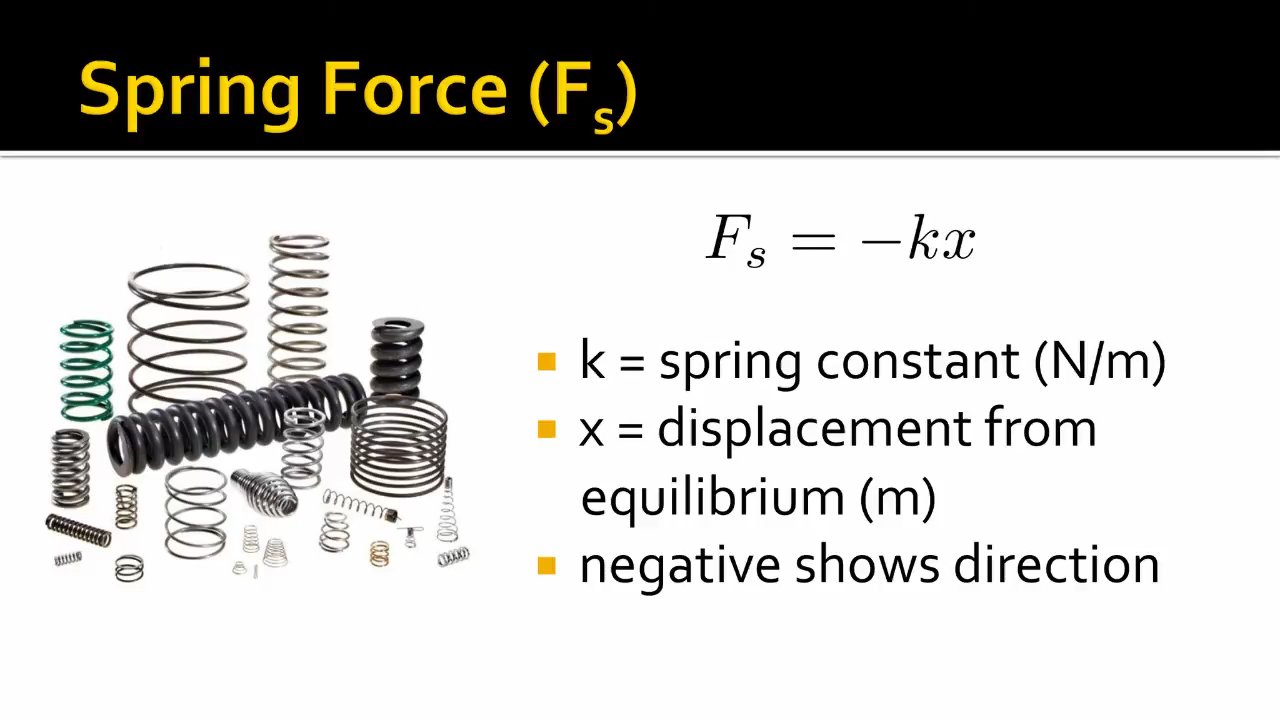 Spring Force (Fs)
Fs = −kx
k = spring constant (N/m)
x = displacement from
equilibrium (m)
negative shows direction